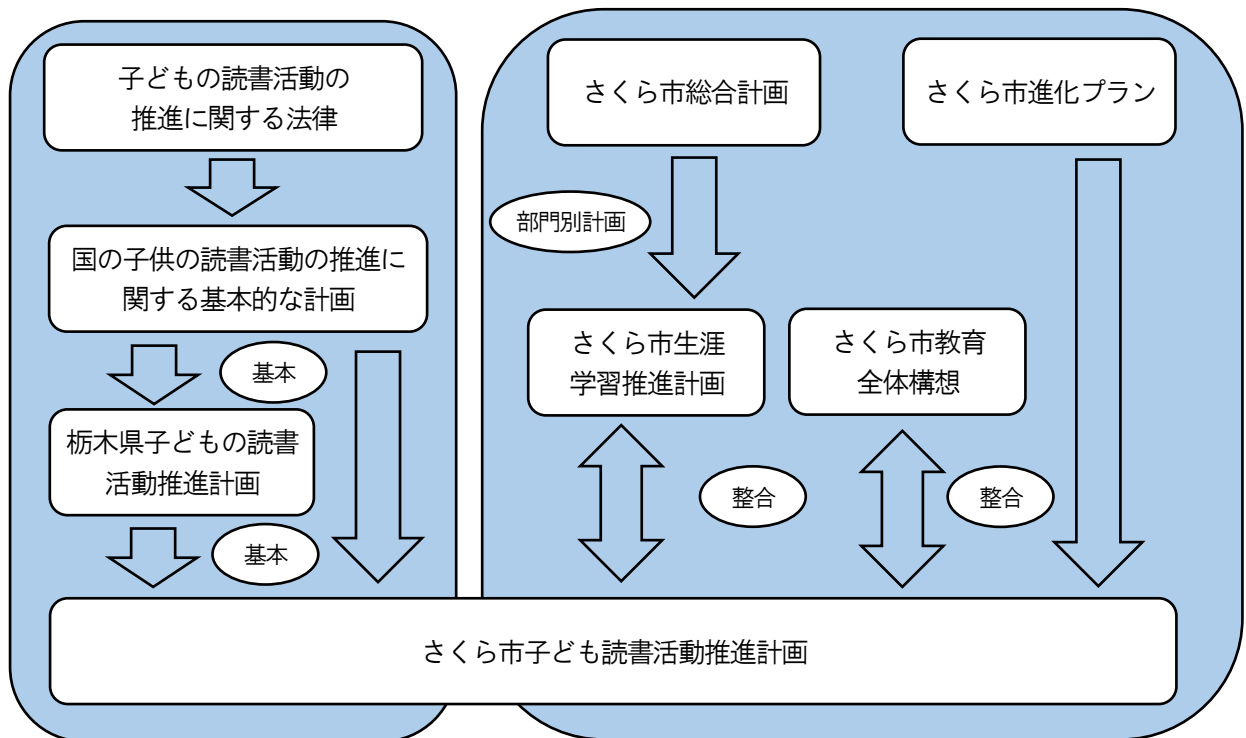 子どもの読書活動の
推進に関する法律
国の子供の読書活動の推進に
関する基本的な計画
基本
栃木県子どもの読書
活動推進計画
基本
さくら市総合計画
さくら市進化プラン
部門別計画
さくら市生涯
学習推進計画
さくら市教育
全体構想
整合
整合
さくら市子ども読書活動推進計画